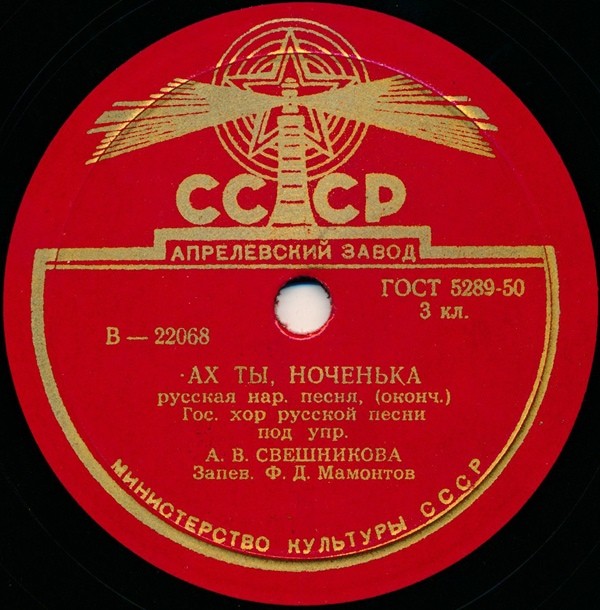 СССР
АПРЕЛЕВСКИЙ ЗАВОД
ГОСТ 5289-50
3 кл.
В — 22068
АХ ТЫ, НОЧЕНЬКА
русская нар. песня, (оконч.)
Гос. хор русской песни
под упр.
А. В. СВЕШНИКОВА
Запев. Ф. Д. Мамонтов
МИНИСТЕРСТВО КУЛЬТУРЫ СССР